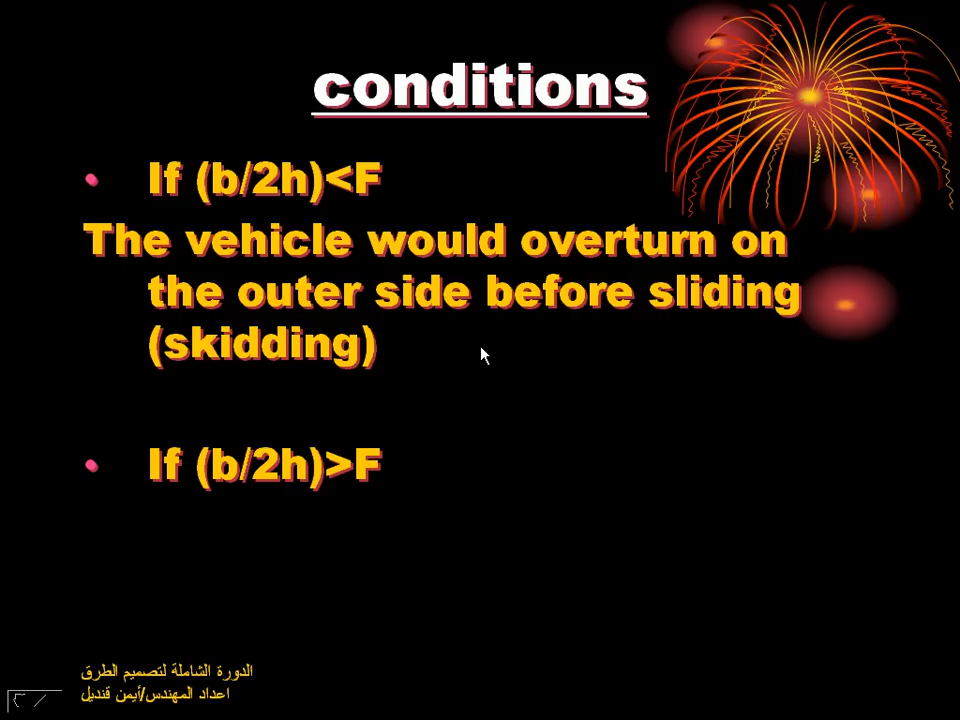 conditions
• If (b/2h)<F
The vehicle would overturn on
the outer side before sliding
(skidding)
• If (b/2h)>F
الدورة الشاملة لتصميم الطرق
اعداد المهندس/أيمن قنديل